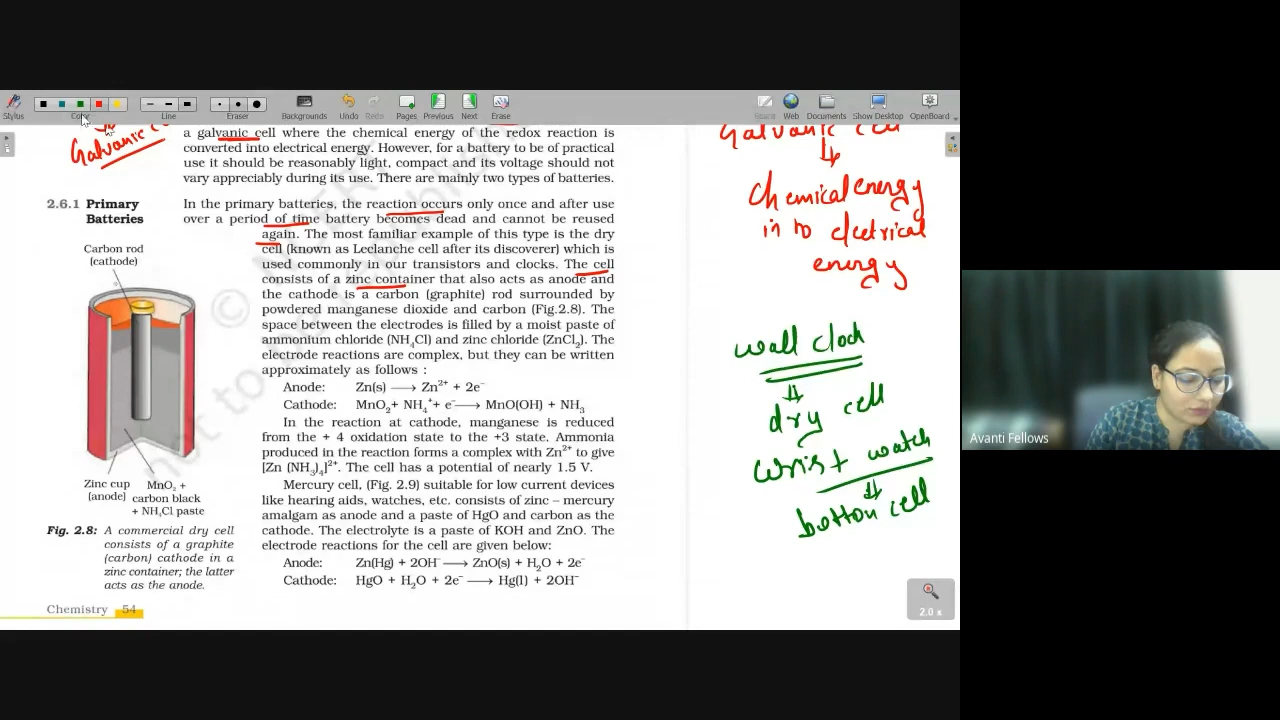 Stylus
Color
Line
Eraser
Backgrounds
Undo
Redo
Pages
Previous
Next
Erase
Board
Web
Documents
Show Desktop
OpenBoard
Galvanic
a galvanic cell where the chemical energy of the redox reaction is
converted into electrical energy. However, for a battery to be of practical
use it should be reasonably light, compact and its voltage should not
vary appreciably during its use. There are mainly two types of batteries.
2.6.1 Primary
Batteries
In the primary batteries, the reaction occurs only once and after use
over a period of time battery becomes dead and cannot be reused
again. The most familiar example of this type is the dry
cell (known as Leclanche cell after its discoverer) which is
used commonly in our transistors and clocks. The cell
consists of a zinc container that also acts as anode and
the cathode is a carbon (graphite) rod surrounded by
powdered manganese dioxide and carbon (Fig.2.8). The
space between the electrodes is filled by a moist paste of
ammonium chloride (NH₄Cl) and zinc chloride (ZnCl₂). The
electrode reactions are complex, but they can be written
approximately as follows :
Anode: Zn(s) ⟶ Zn²⁺ + 2e⁻
Cathode: MnO₂+ NH₄⁺+ e⁻⟶ MnO(OH) + NH₃
In the reaction at cathode, manganese is reduced
from the + 4 oxidation state to the +3 state. Ammonia
produced in the reaction forms a complex with Zn²⁺ to give
[Zn (NH₃)₄]²⁺. The cell has a potential of nearly 1.5 V.
Mercury cell, (Fig. 2.9) suitable for low current devices
like hearing aids, watches, etc. consists of zinc – mercury
amalgam as anode and a paste of HgO and carbon as the
cathode. The electrolyte is a paste of KOH and ZnO. The
electrode reactions for the cell are given below:
Anode: Zn(Hg) + 2OH⁻ ⟶ ZnO(s) + H₂O + 2e⁻
Cathode: HgO + H₂O + 2e⁻ ⟶ Hg(l) + 2OH⁻
Carbon rod
(cathode)
Zinc cup
(anode)
MnO₂ +
carbon black
+ NH₄Cl paste
Fig. 2.8: A commercial dry cell
consists of a graphite
(carbon) cathode in a
zinc container; the latter
acts as the anode.
Chemistry 54
Galvanic cell
Chemical energy
in to electrical
energy
wall clock
dry cell
wrist watch
botton cell
2.0 x
Avanti Fellows